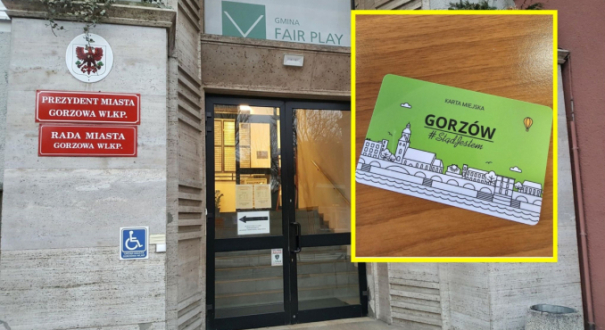 GMINA
FAIR PLAY
PREZYDENT MIASTA
GORZOWA WLKP.
RADA MIASTA
GORZOWA WLKP.
KARTA MIEJSKA
GORZÓW
#StądJestem